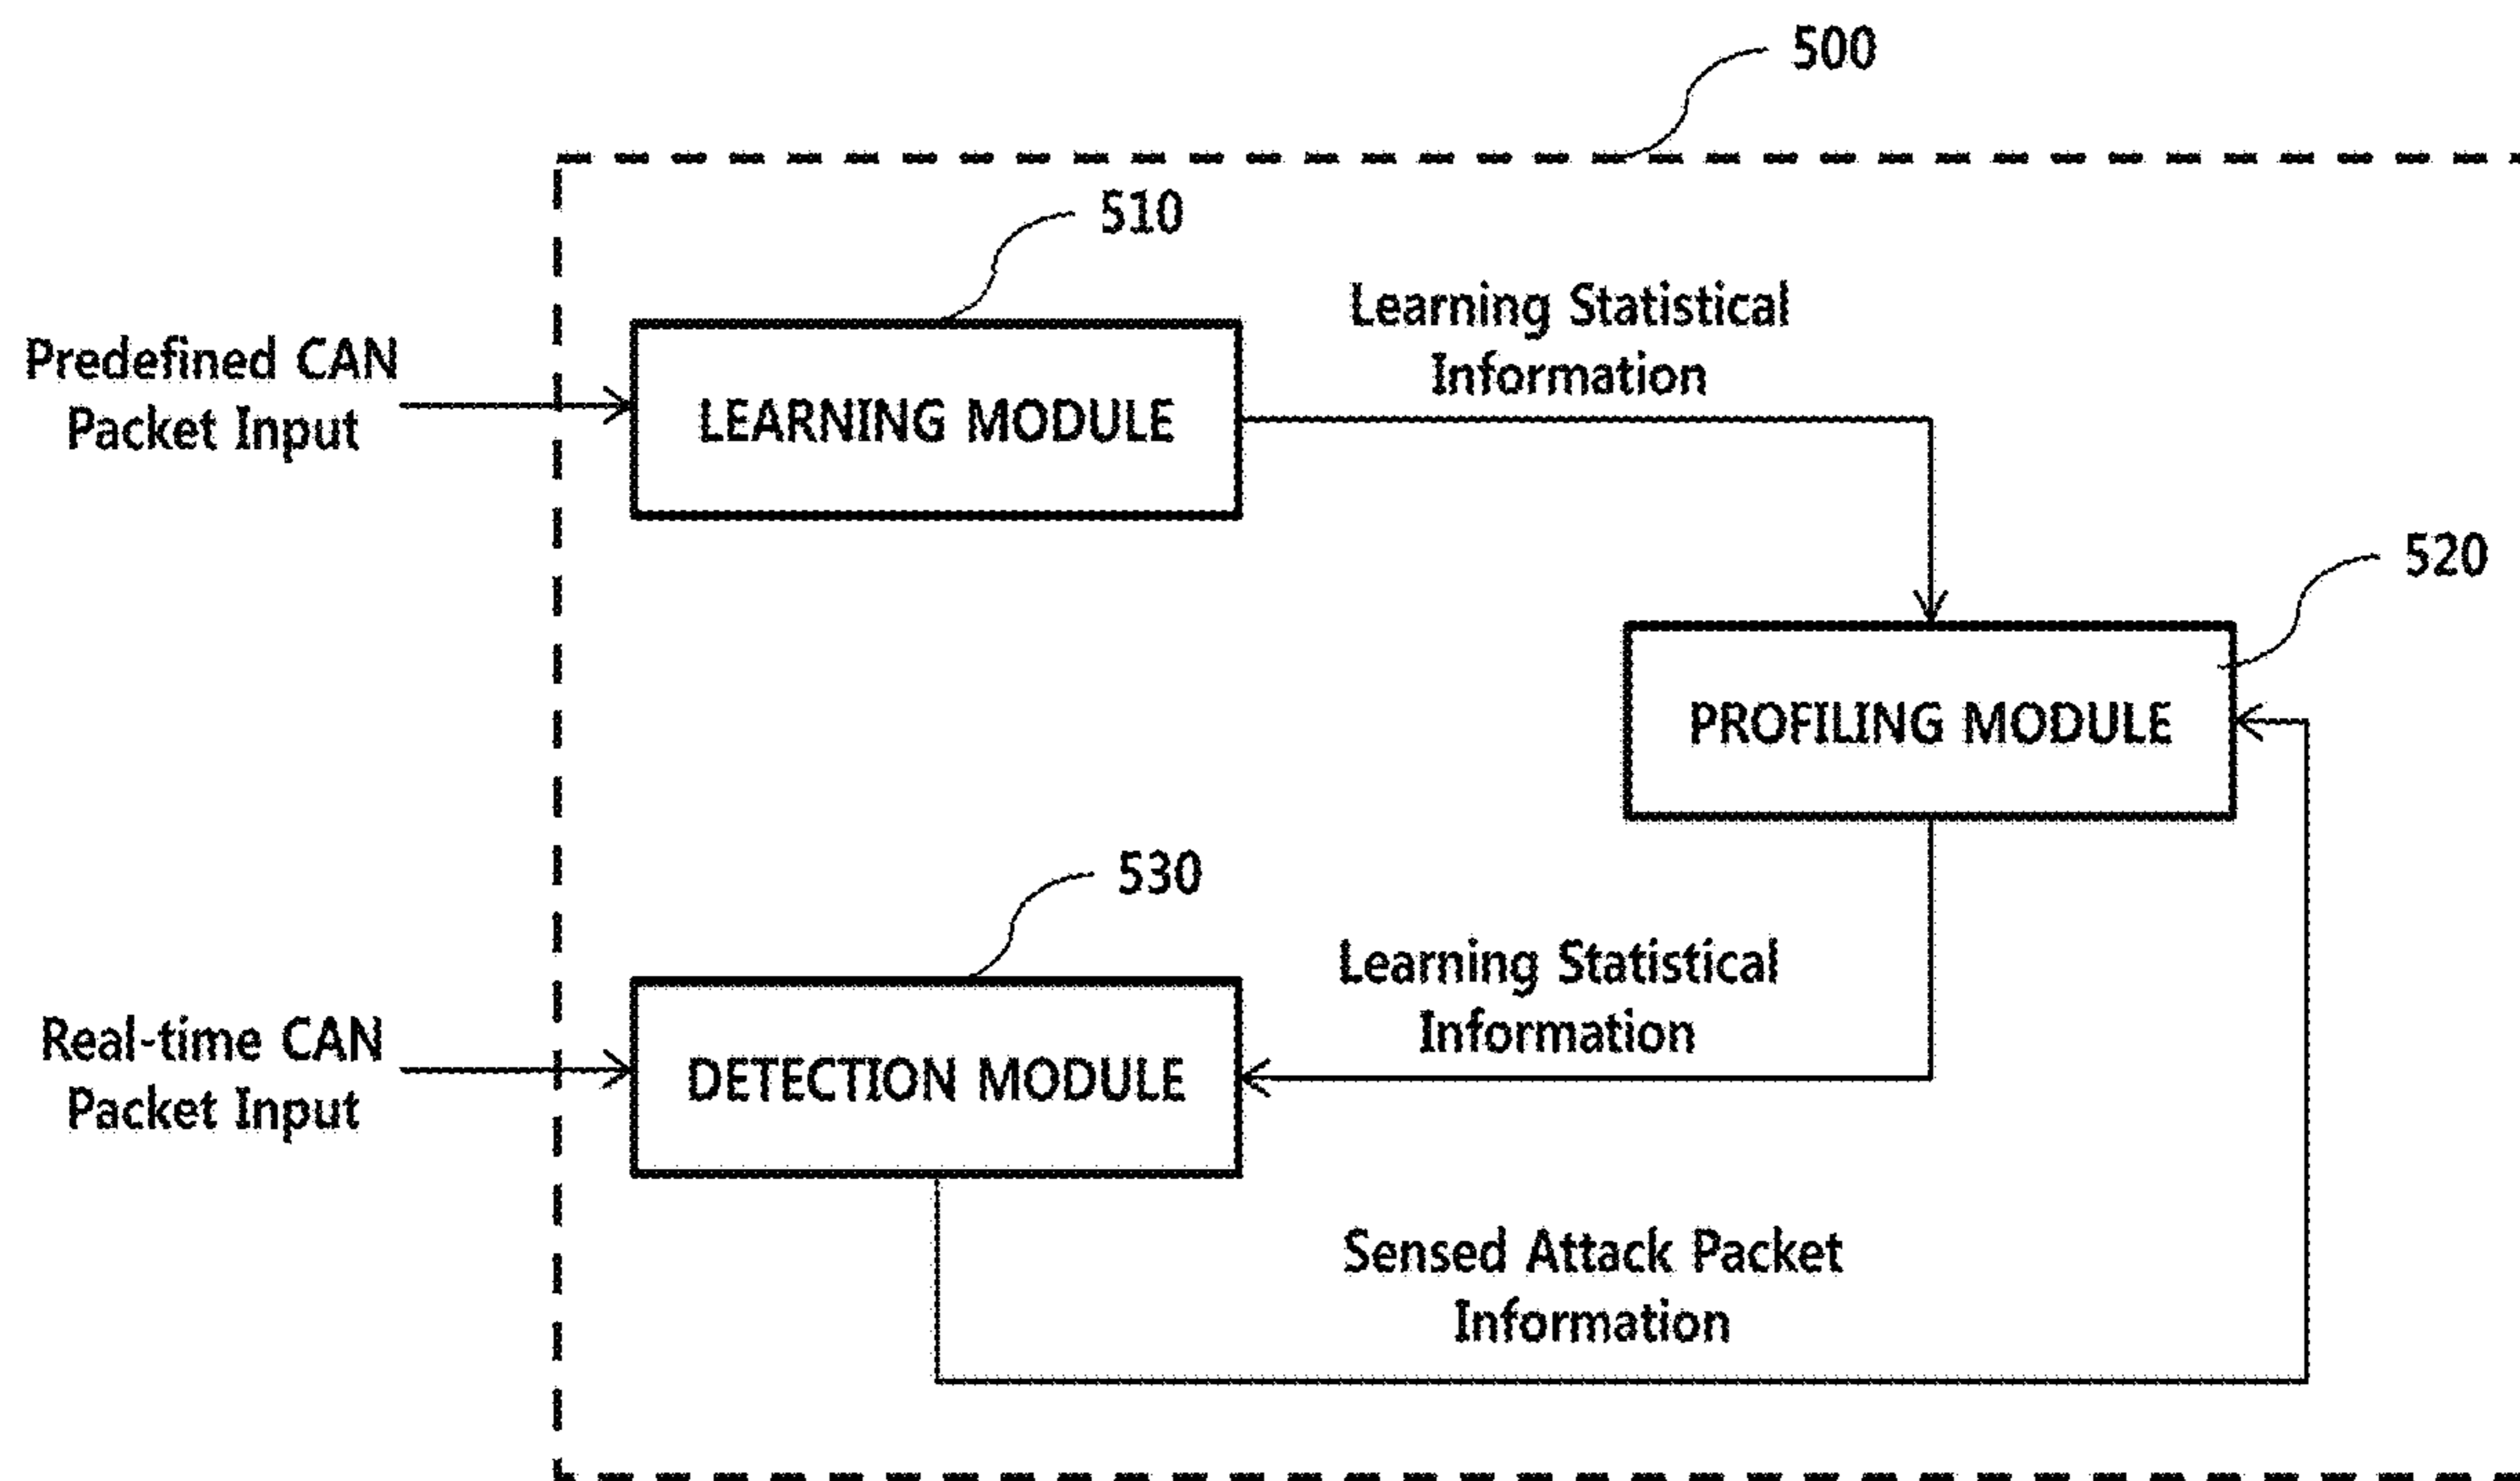 500
510
Learning Statistical
Information
Predefined CAN
Packet Input
LEARNING MODULE
520
PROFILING MODULE
530
Learning Statistical
Information
Real-time CAN
Packet Input
DETECTION MODULE
Sensed Attack Packet
Information